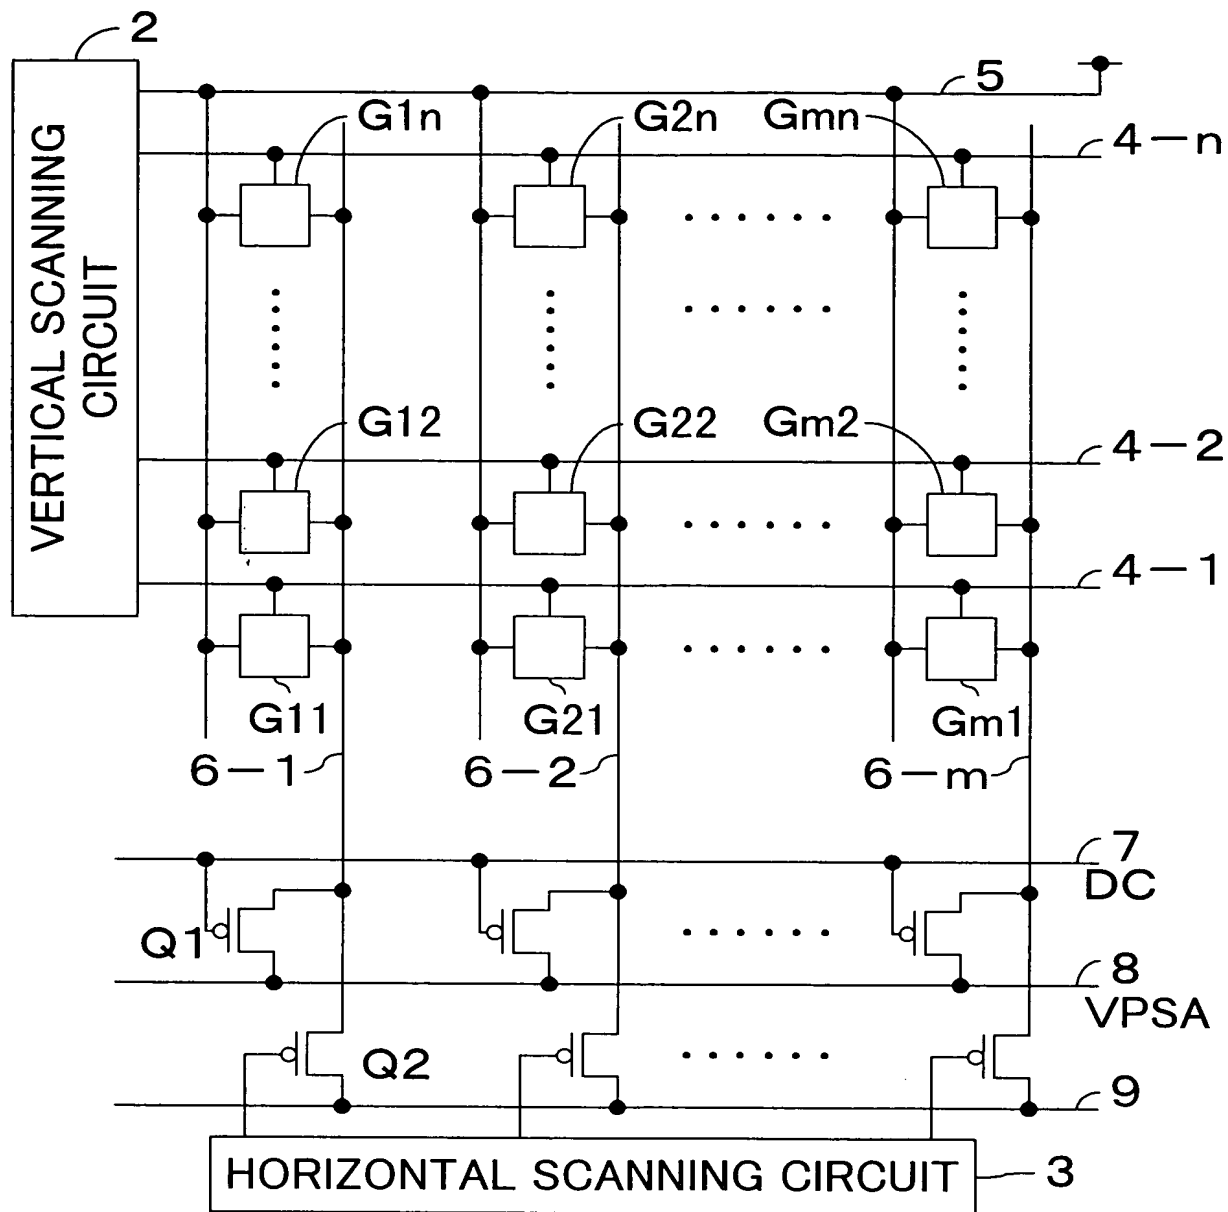 2
5
G1n
G2n
Gmn
4-n
VERTICAL SCANNING
CIRCUIT
G12
G22
Gm2
4-2
4-1
G11
G21
Gm1
6-1
6-2
6-m
7
DC
Q1
8
VPSA
Q2
9
HORIZONTAL SCANNING CIRCUIT
3